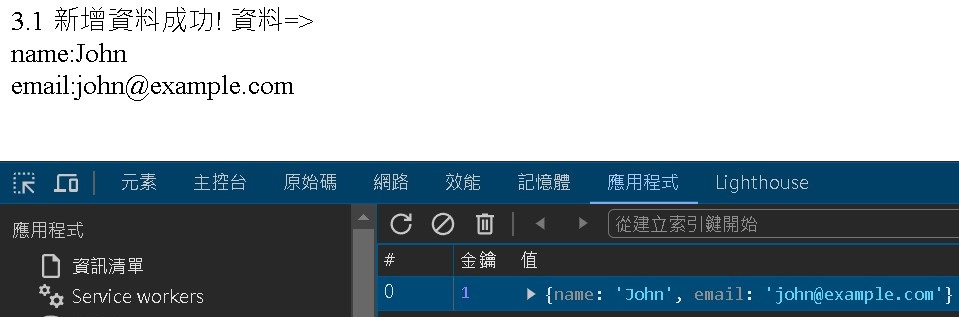 3.1 新增資料成功! 資料=>
name:John
email:john@example.com
元素 主控台 原始碼 網路 效能 記憶體 應用程式 Lighthouse
應用程式
從建立索引鍵開始
資訊清單
# 金鑰 值
Service workers
0 1 {name: 'John', email: 'john@example.com'}